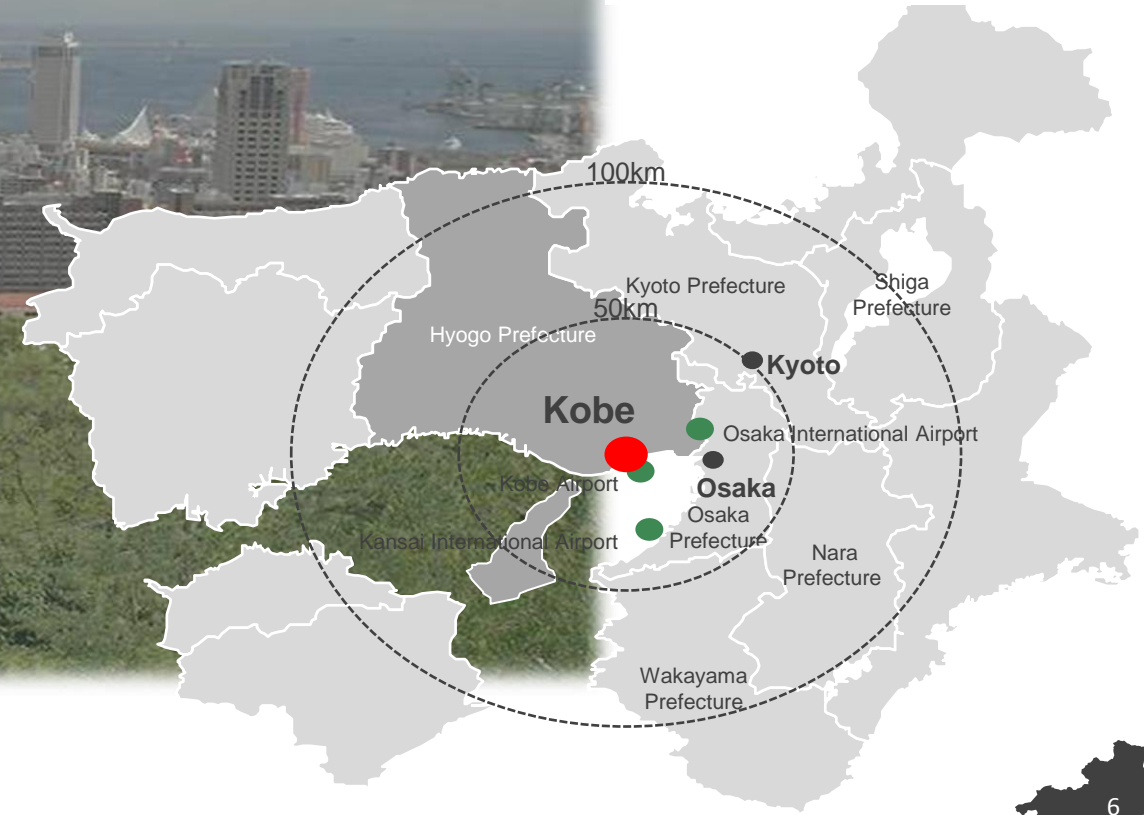 100km
Kyoto Prefecture
Shiga
Prefecture
50km
Hyogo Prefecture
Kyoto
Kobe
Osaka International Airport
Kobe Airport
Osaka
Osaka
Prefecture
Kansai International Airport
Nara
Prefecture
Wakayama
Prefecture
6